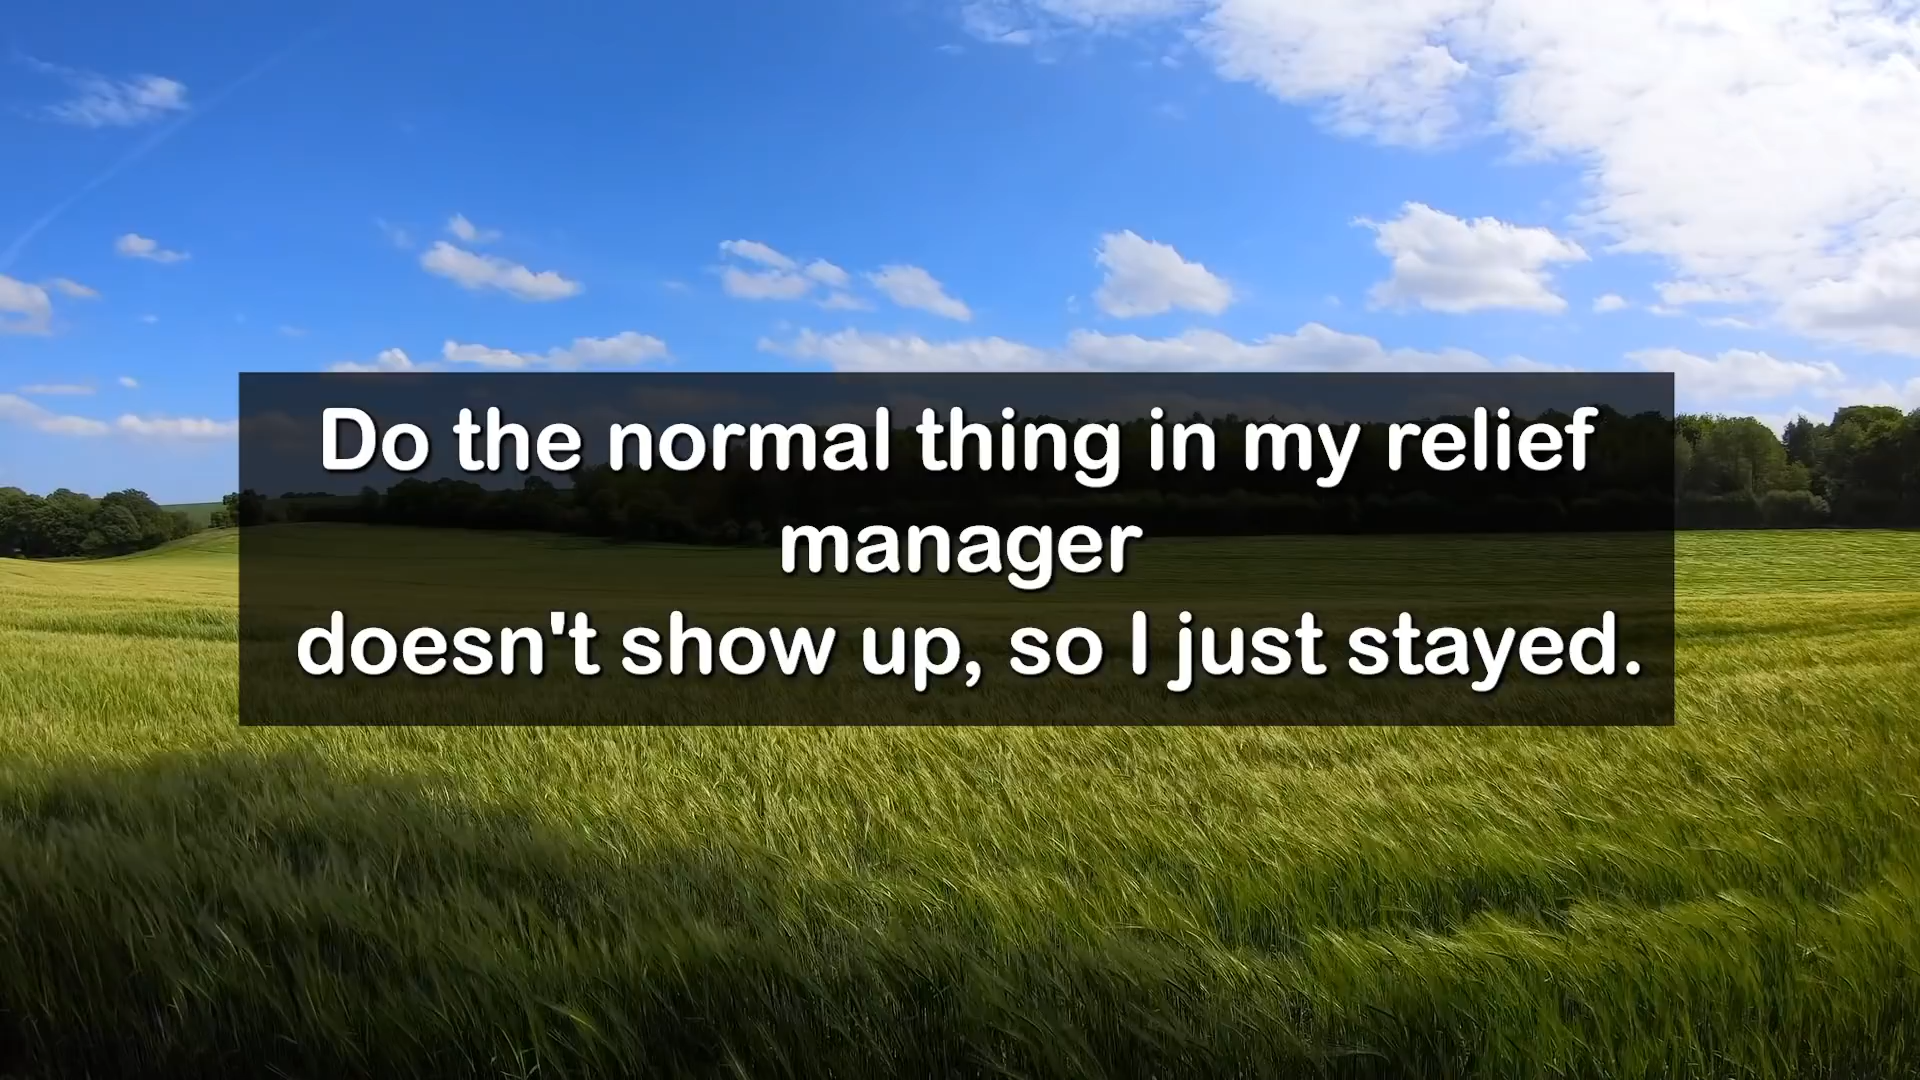 Do the normal thing in my relief
manager
doesn't show up, so I just stayed.